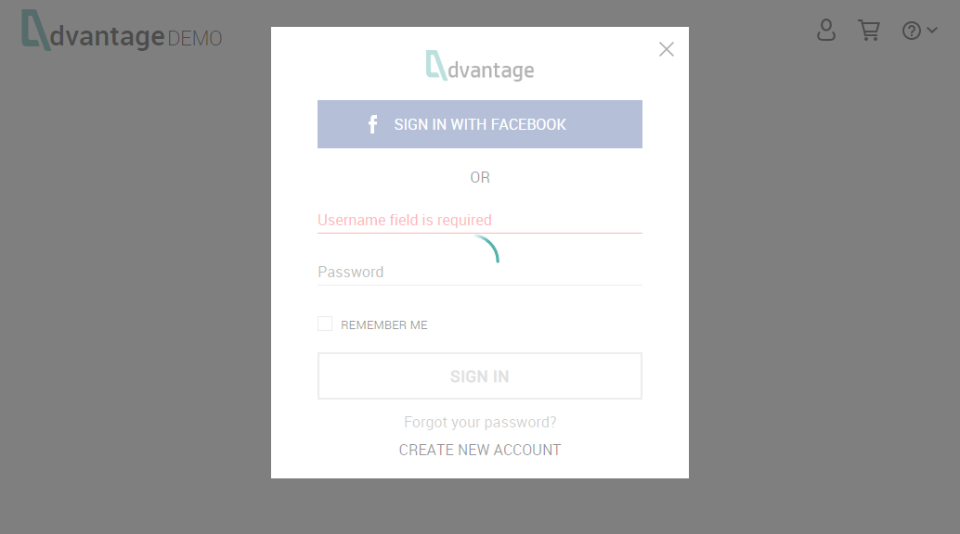 dvantage DEMO
dvantage
f SIGN IN WITH FACEBOOK
OR
Username field is required
Password
REMEMBER ME
SIGN IN
Forgot your password?
CREATE NEW ACCOUNT